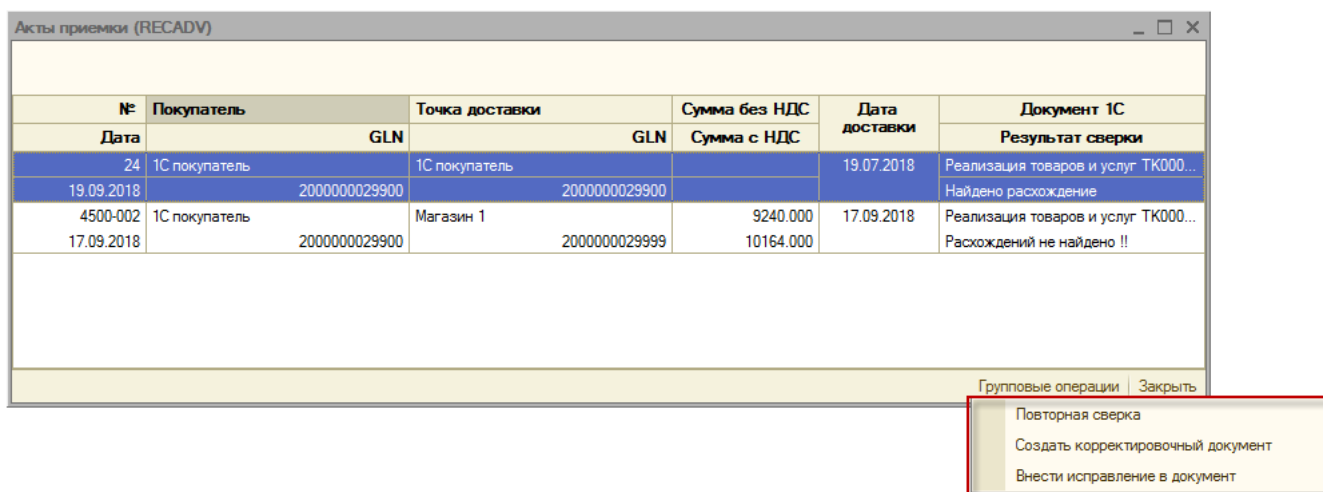 Акты приемки (RECADV)
№ Покупатель Точка доставки Сумма без НДС Дата доставки Документ 1С
Дата GLN GLN Сумма с НДС Результат сверки
24 1С покупатель 1С покупатель 19.07.2018 Реализация товаров и услуг ТК000...
19.09.2018 2000000029900 2000000029900 Найдено расхождение
4500-002 1С покупатель Магазин 1 9240.000 17.09.2018 Реализация товаров и услуг ТК000...
17.09.2018 2000000029900 2000000029999 10164.000 Расхождений не найдено !!
Групповые операции Закрыть
Повторная сверка
Создать корректировочный документ
Внести исправление в документ